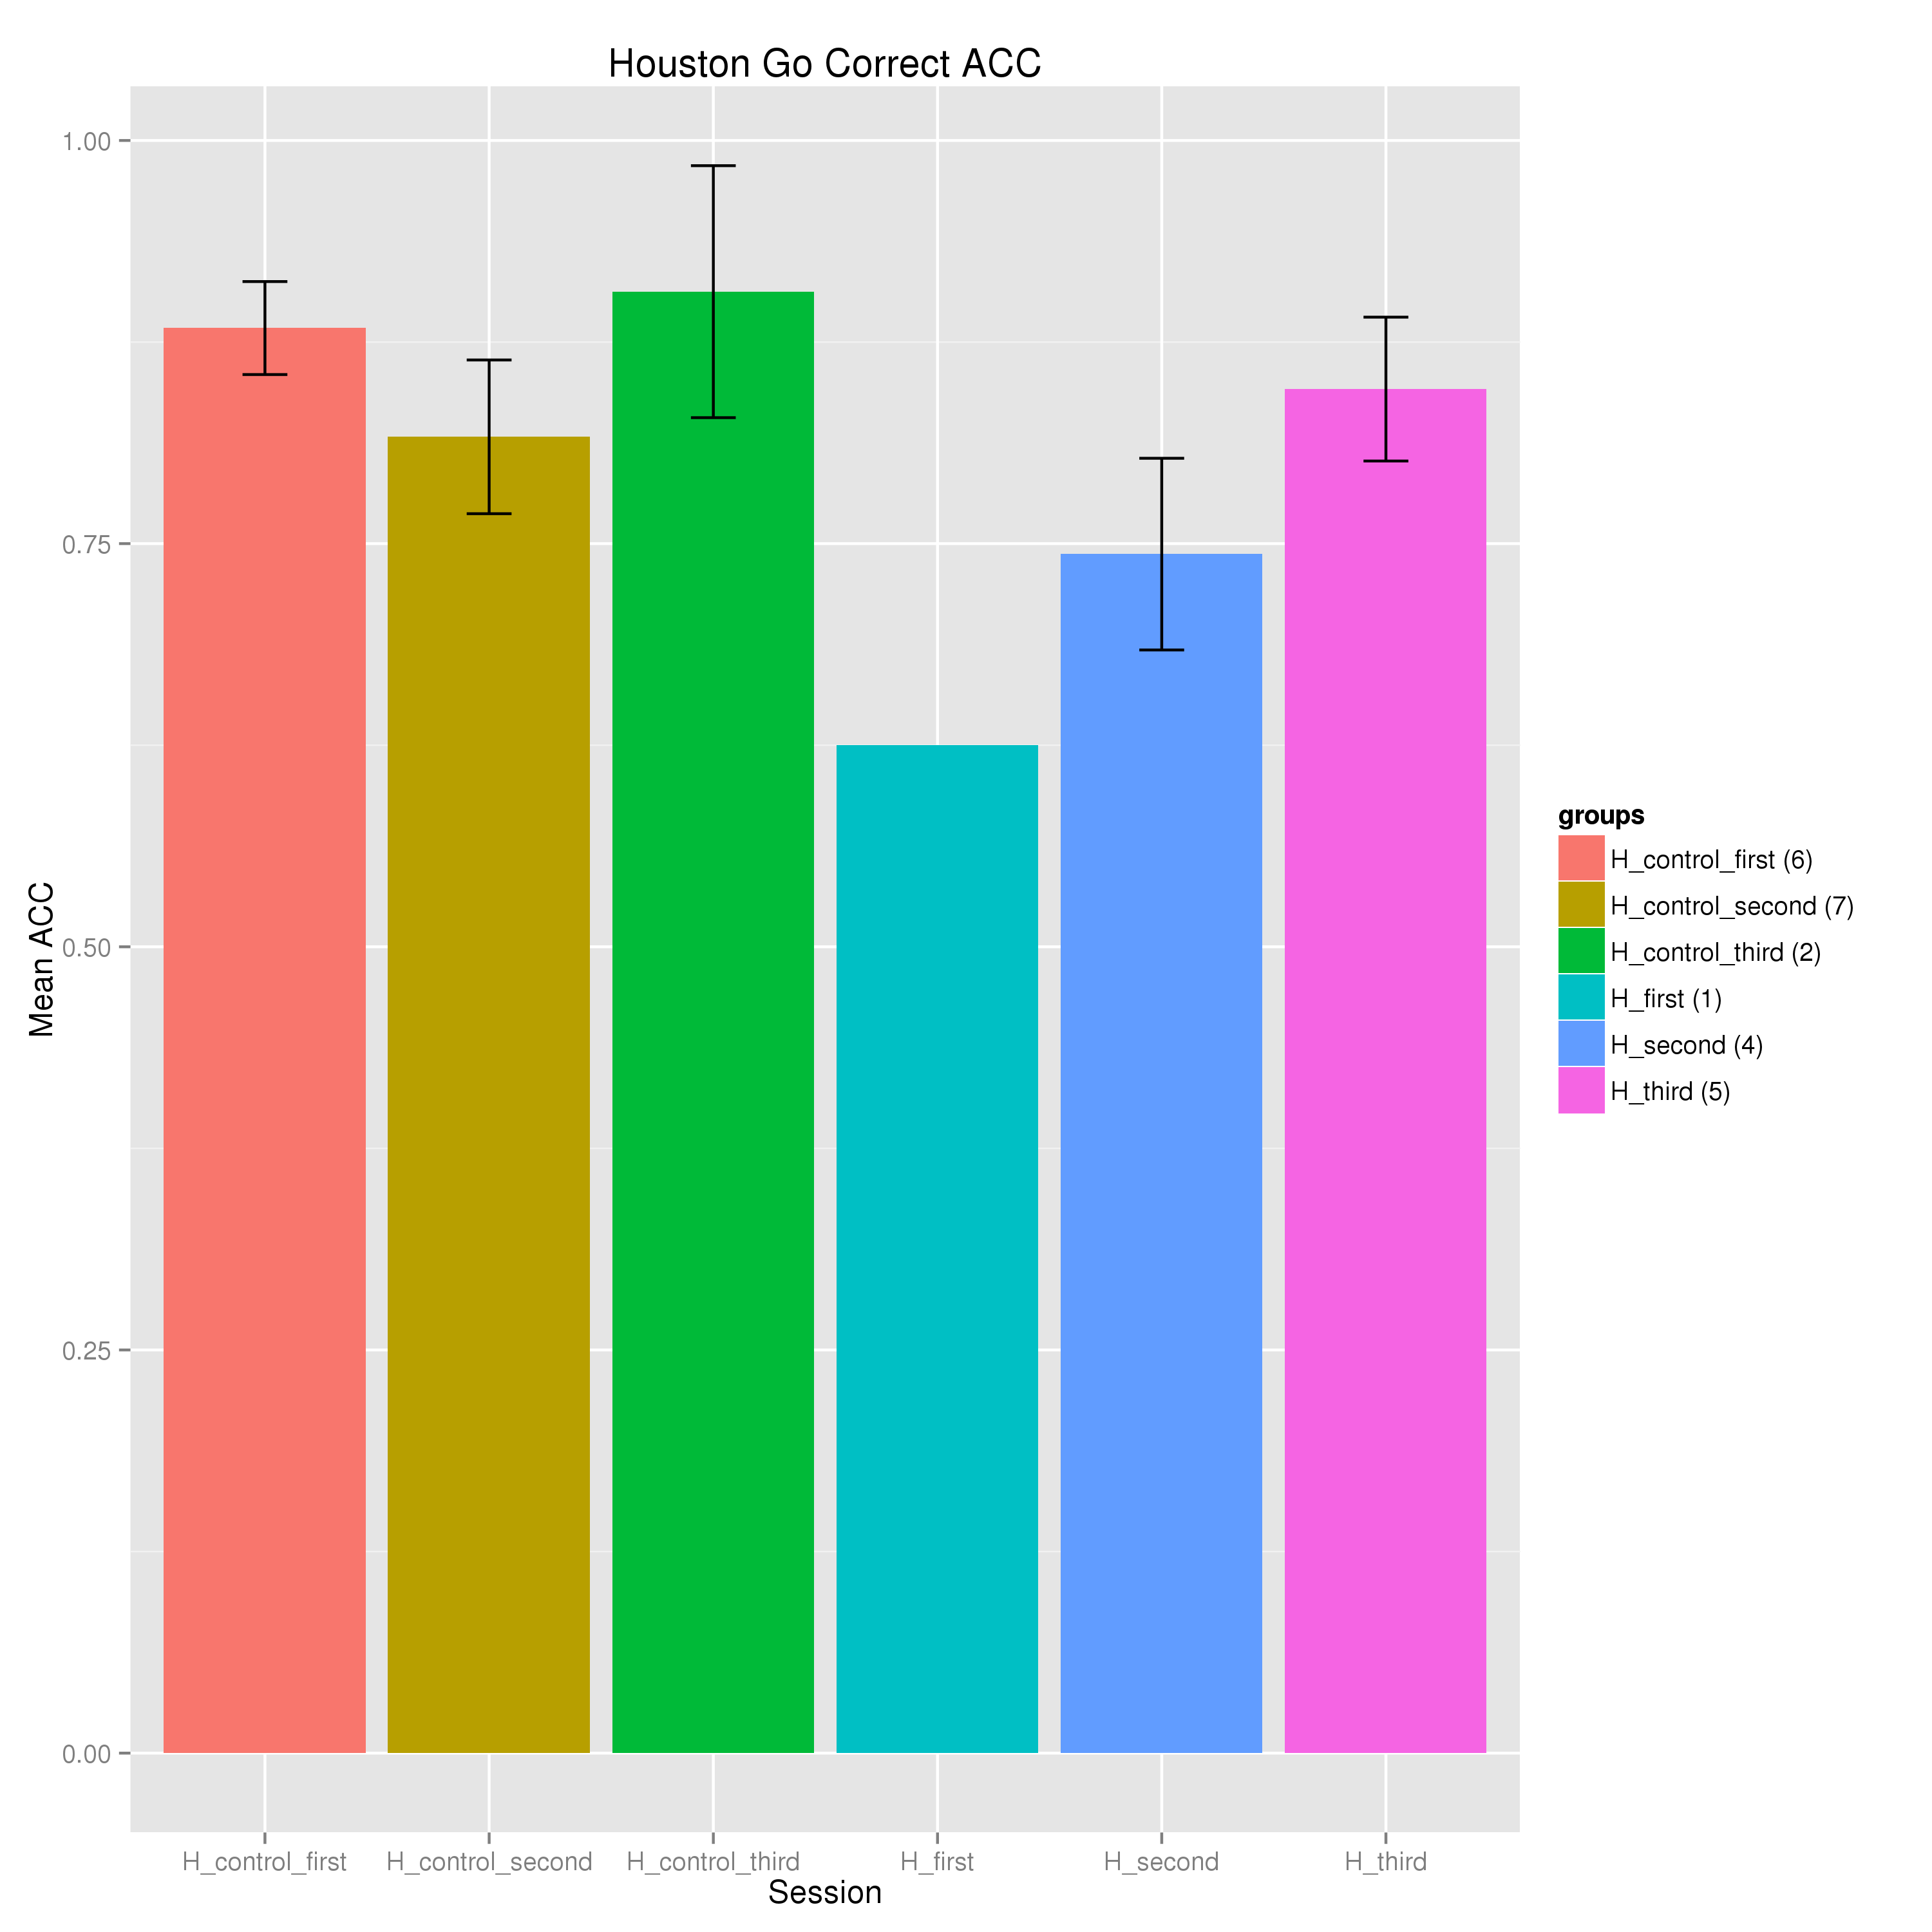 Houston Go Correct ACC
1.00
0.75
0.50
0.25
0.00
Mean ACC
H_control_first
H_control_second
H_control_third
H_first
H_second
H_third
Session
groups
H_control_first (6)
H_control_second (7)
H_control_third (2)
H_first (1)
H_second (4)
H_third (5)